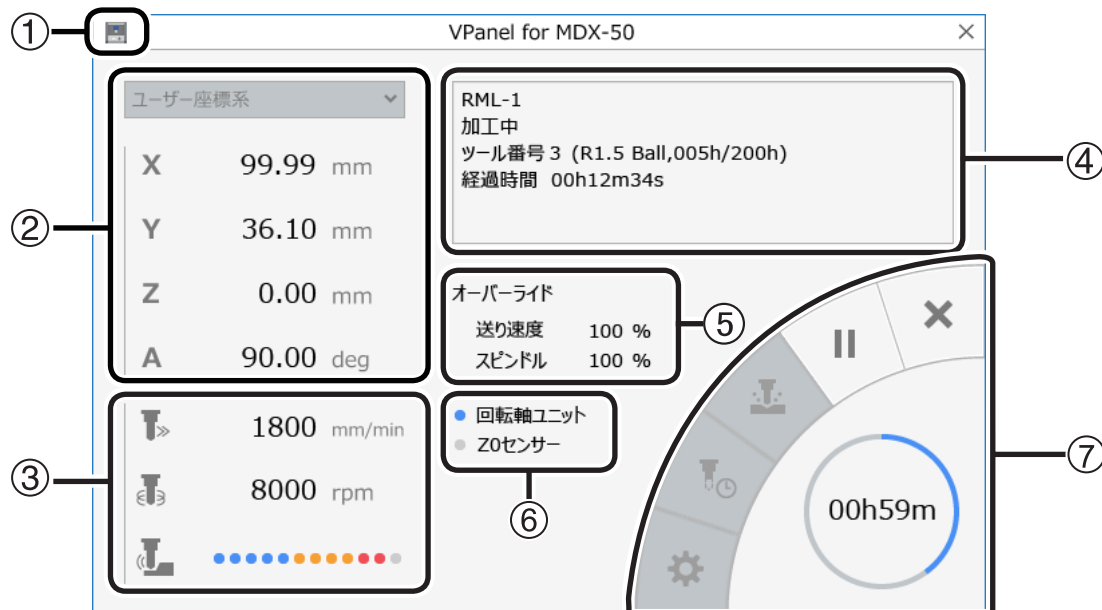 ①
VPanel for MDX-50
②
ユーザー座標系
X 99.99 mm
Y 36.10 mm
Z 0.00 mm
A 90.00 deg
③
1800 mm/min
8000 rpm
④
RML-1
加工中
ツール番号 3 (R1.5 Ball,005h/200h)
経過時間 00h12m34s
⑤
オーバーライド
送り速度 100 %
スピンドル 100 %
⑥
回転軸ユニット
Z0センサー
⑦
00h59m